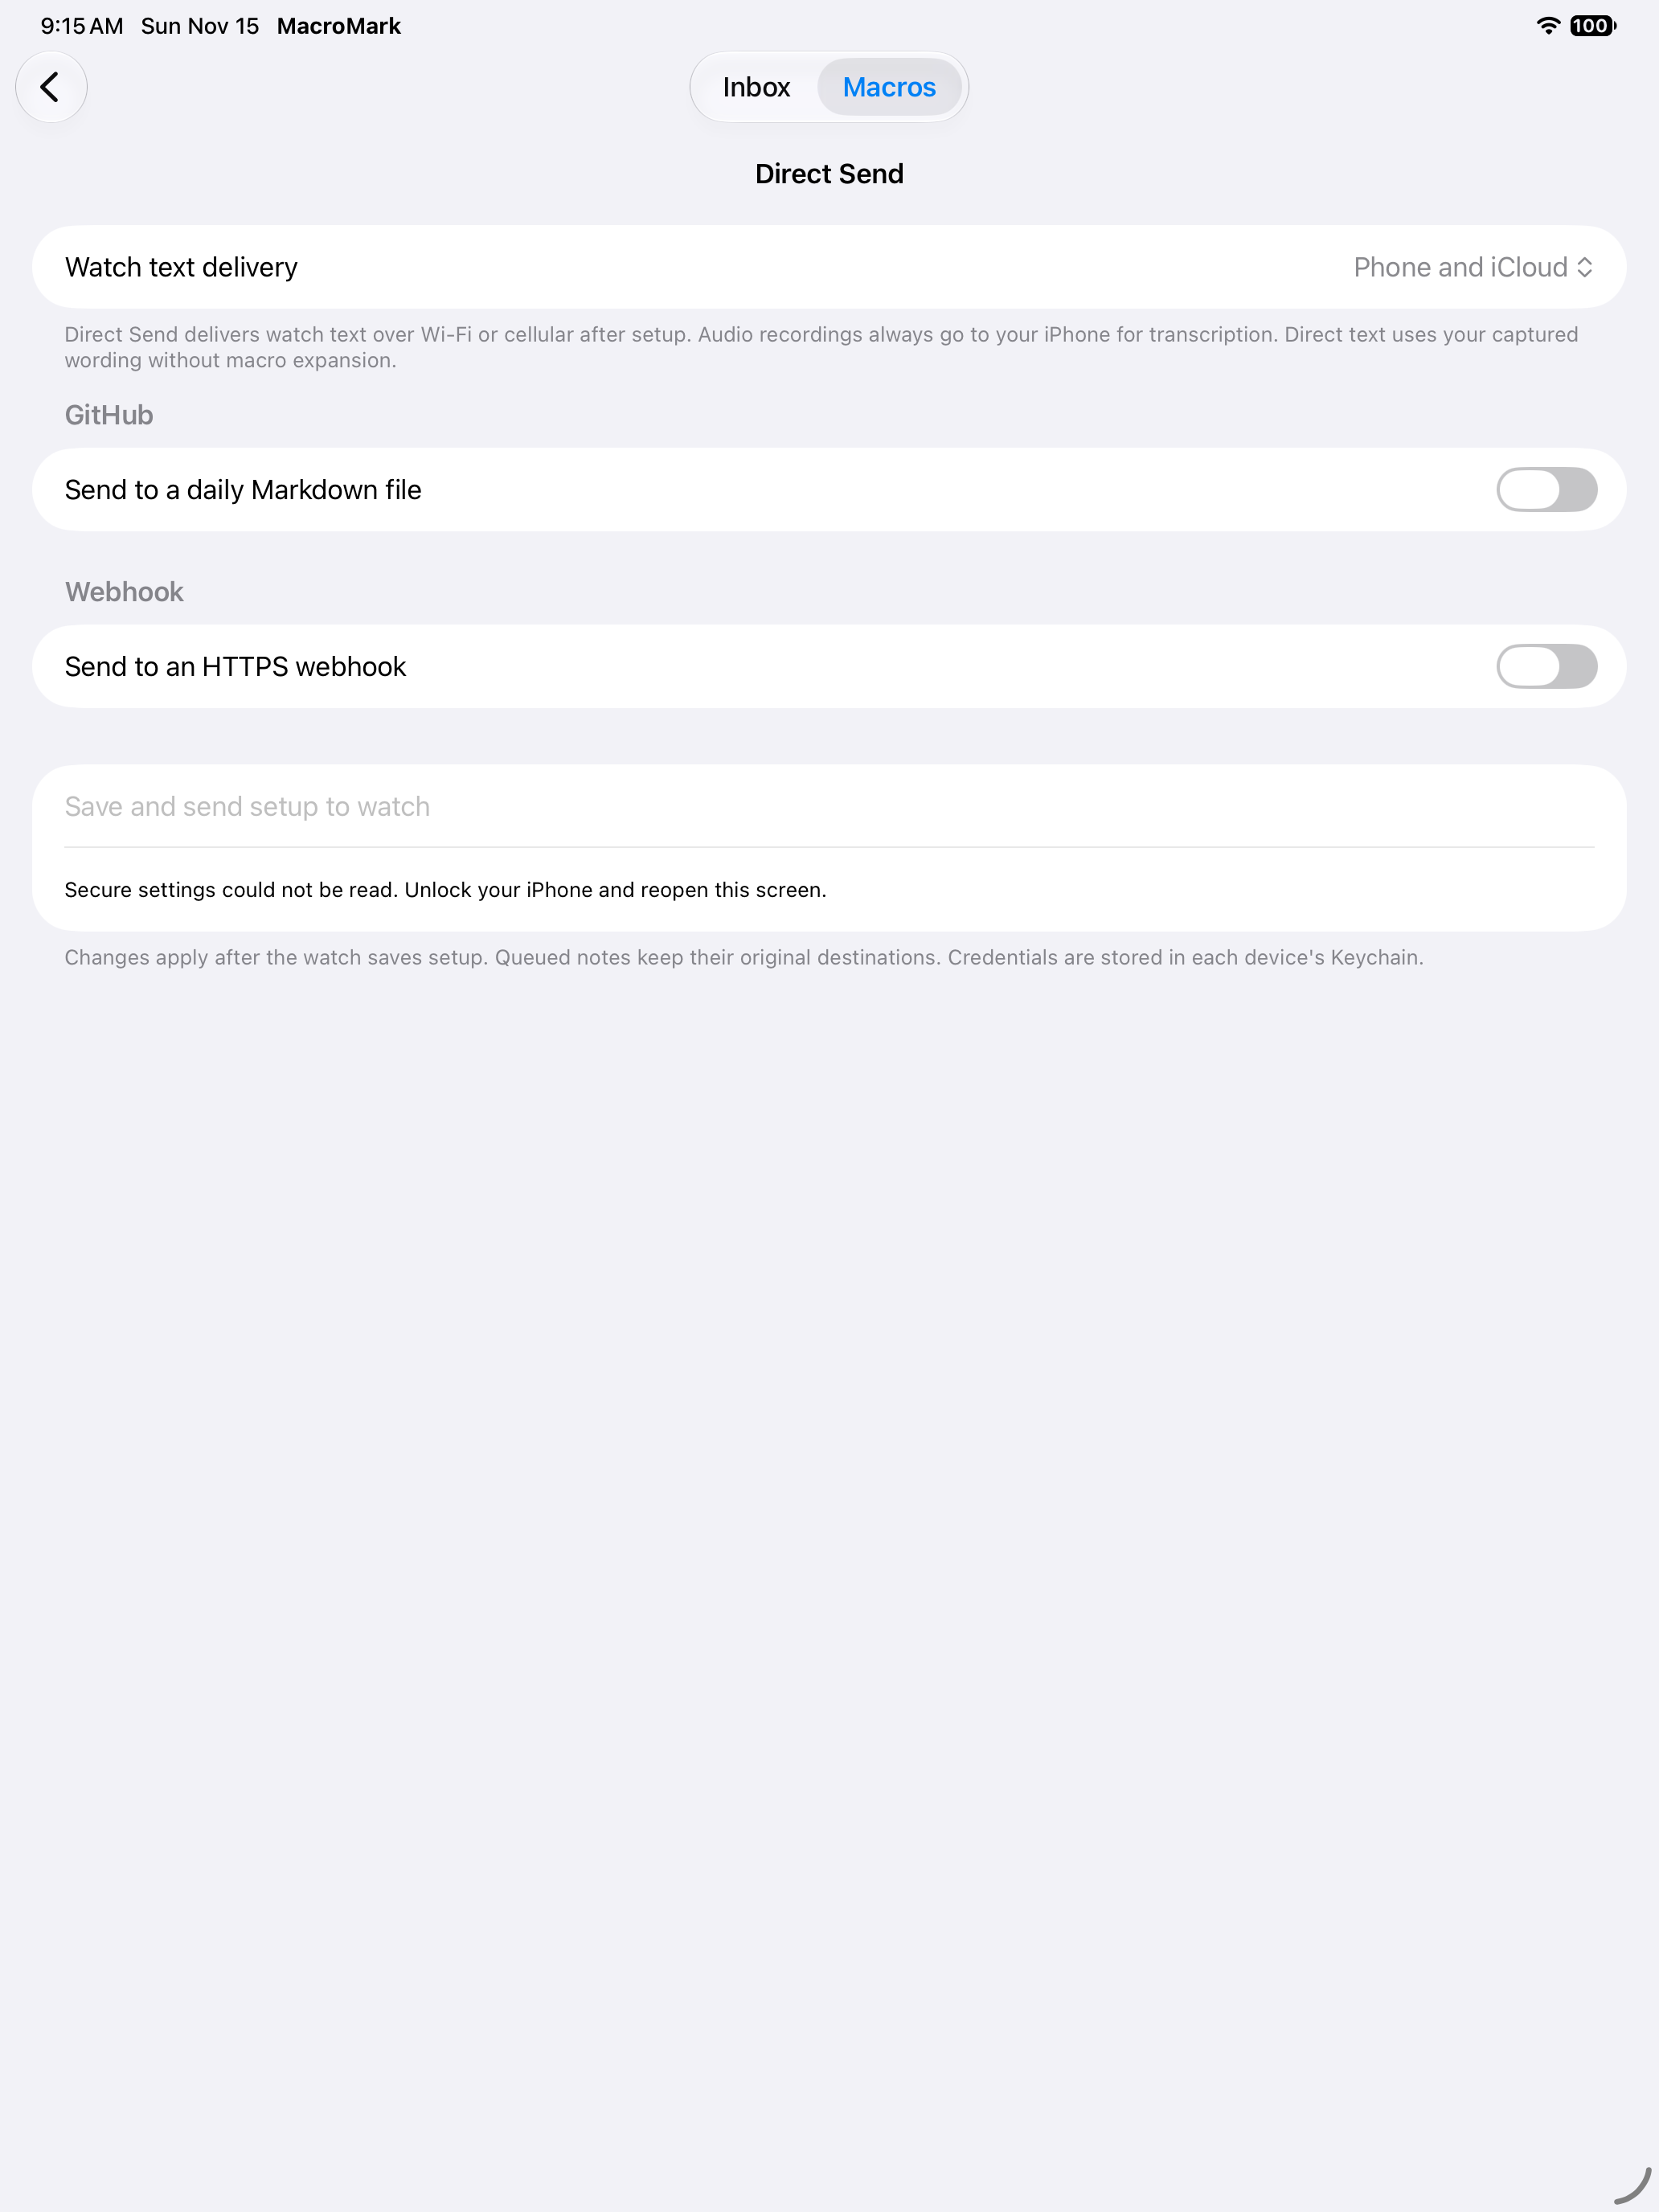 9:15 AM Sun Nov 15 MacroMark
100
Inbox Macros
Direct Send
Watch text delivery Phone and iCloud
Direct Send delivers watch text over Wi-Fi or cellular after setup. Audio recordings always go to your iPhone for transcription. Direct text uses your captured
wording without macro expansion.
GitHub
Send to a daily Markdown file
Webhook
Send to an HTTPS webhook
Save and send setup to watch
Secure settings could not be read. Unlock your iPhone and reopen this screen.
Changes apply after the watch saves setup. Queued notes keep their original destinations. Credentials are stored in each device's Keychain.